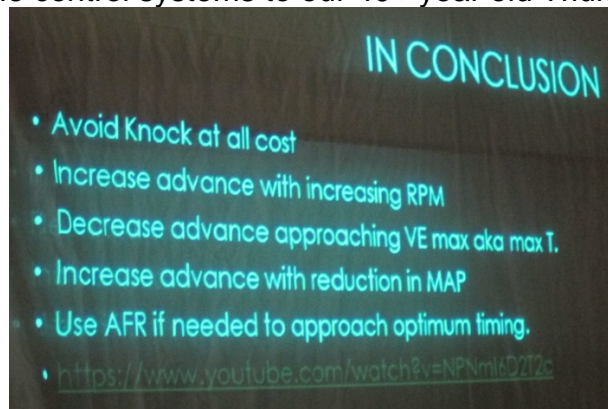 IN CONCLUSION
• Avoid Knock at all cost
• Increase advance with increasing RPM
• Decrease advance approaching VE max aka max T.
• Increase advance with reduction in MAP
• Use AFR if needed to approach optimum timing.